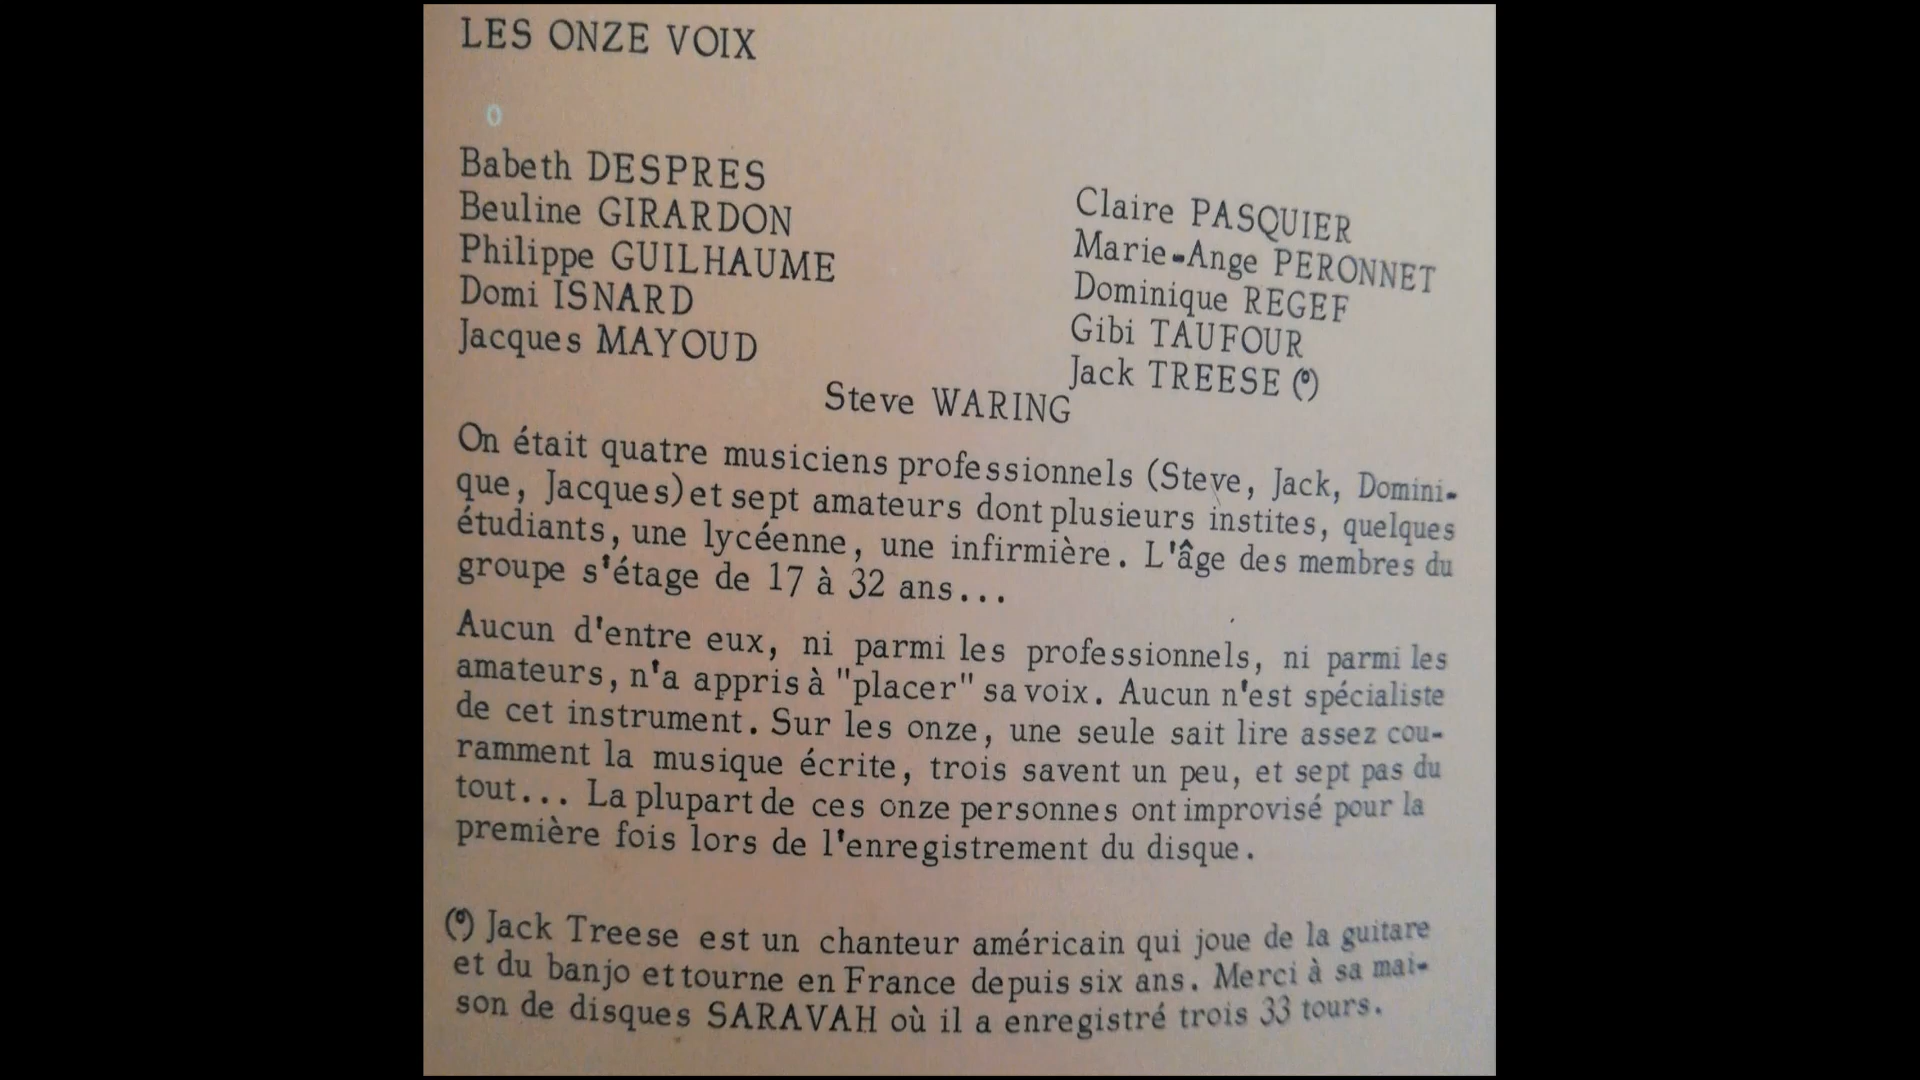 LES ONZE VOIX
Babeth DESPRES
Beuline GIRARDON
Philippe GUILHAUME
Domi ISNARD
Jacques MAYOUD
Claire PASQUIER
Marie-Ange PERONNET
Dominique REGEF
Gibi TAUFOUR
Jack TREESE (°)
Steve WARING
On était quatre musiciens professionnels (Steve, Jack, Domini-
que, Jacques) et sept amateurs dont plusieurs instites, quelques
étudiants, une lycéenne, une infirmière. L'âge des membres du
groupe s'étage de 17 à 32 ans...
Aucun d'entre eux, ni parmi les professionnels, ni parmi les
amateurs, n'a appris à "placer" sa voix. Aucun n'est spécialiste
de cet instrument. Sur les onze, une seule sait lire assez cou-
ramment la musique écrite, trois savent un peu, et sept pas du
tout... La plupart de ces onze personnes ont improvisé pour la
première fois lors de l'enregistrement du disque.
(°) Jack Treese est un chanteur américain qui joue de la guitare
et du banjo et tourne en France depuis six ans. Merci à sa mai-
son de disques SARAVAH où il a enregistré trois 33 tours.